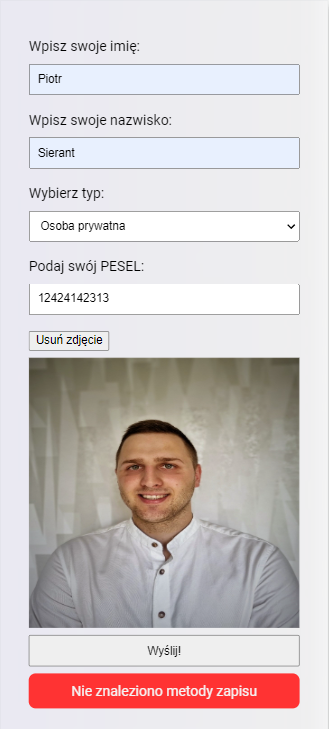 Wpisz swoje imię:
Piotr
Wpisz swoje nazwisko:
Sierant
Wybierz typ:
Osoba prywatna
Podaj swój PESEL:
12424142313
Usuń zdjęcie
Wyślij!
Nie znaleziono metody zapisu